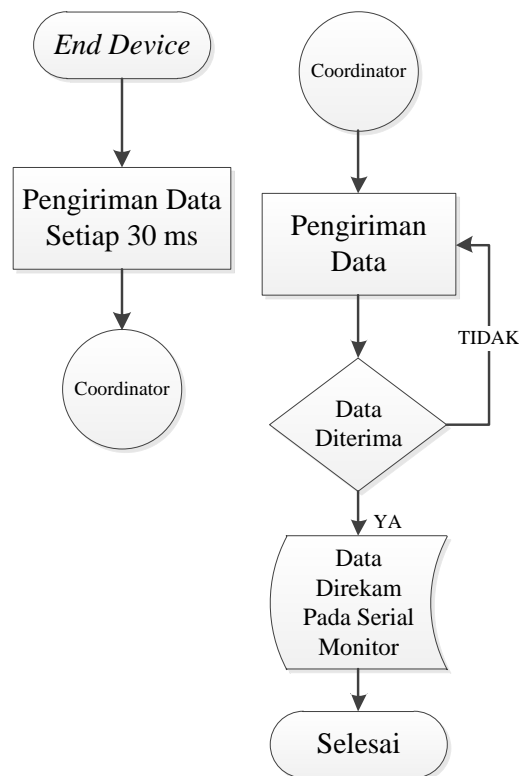 End Device
Pengiriman Data
Setiap 30 ms
Coordinator
Coordinator
Pengiriman
Data
TIDAK
Data
Diterima
YA
Data
Direkam
Pada Serial
Monitor
Selesai